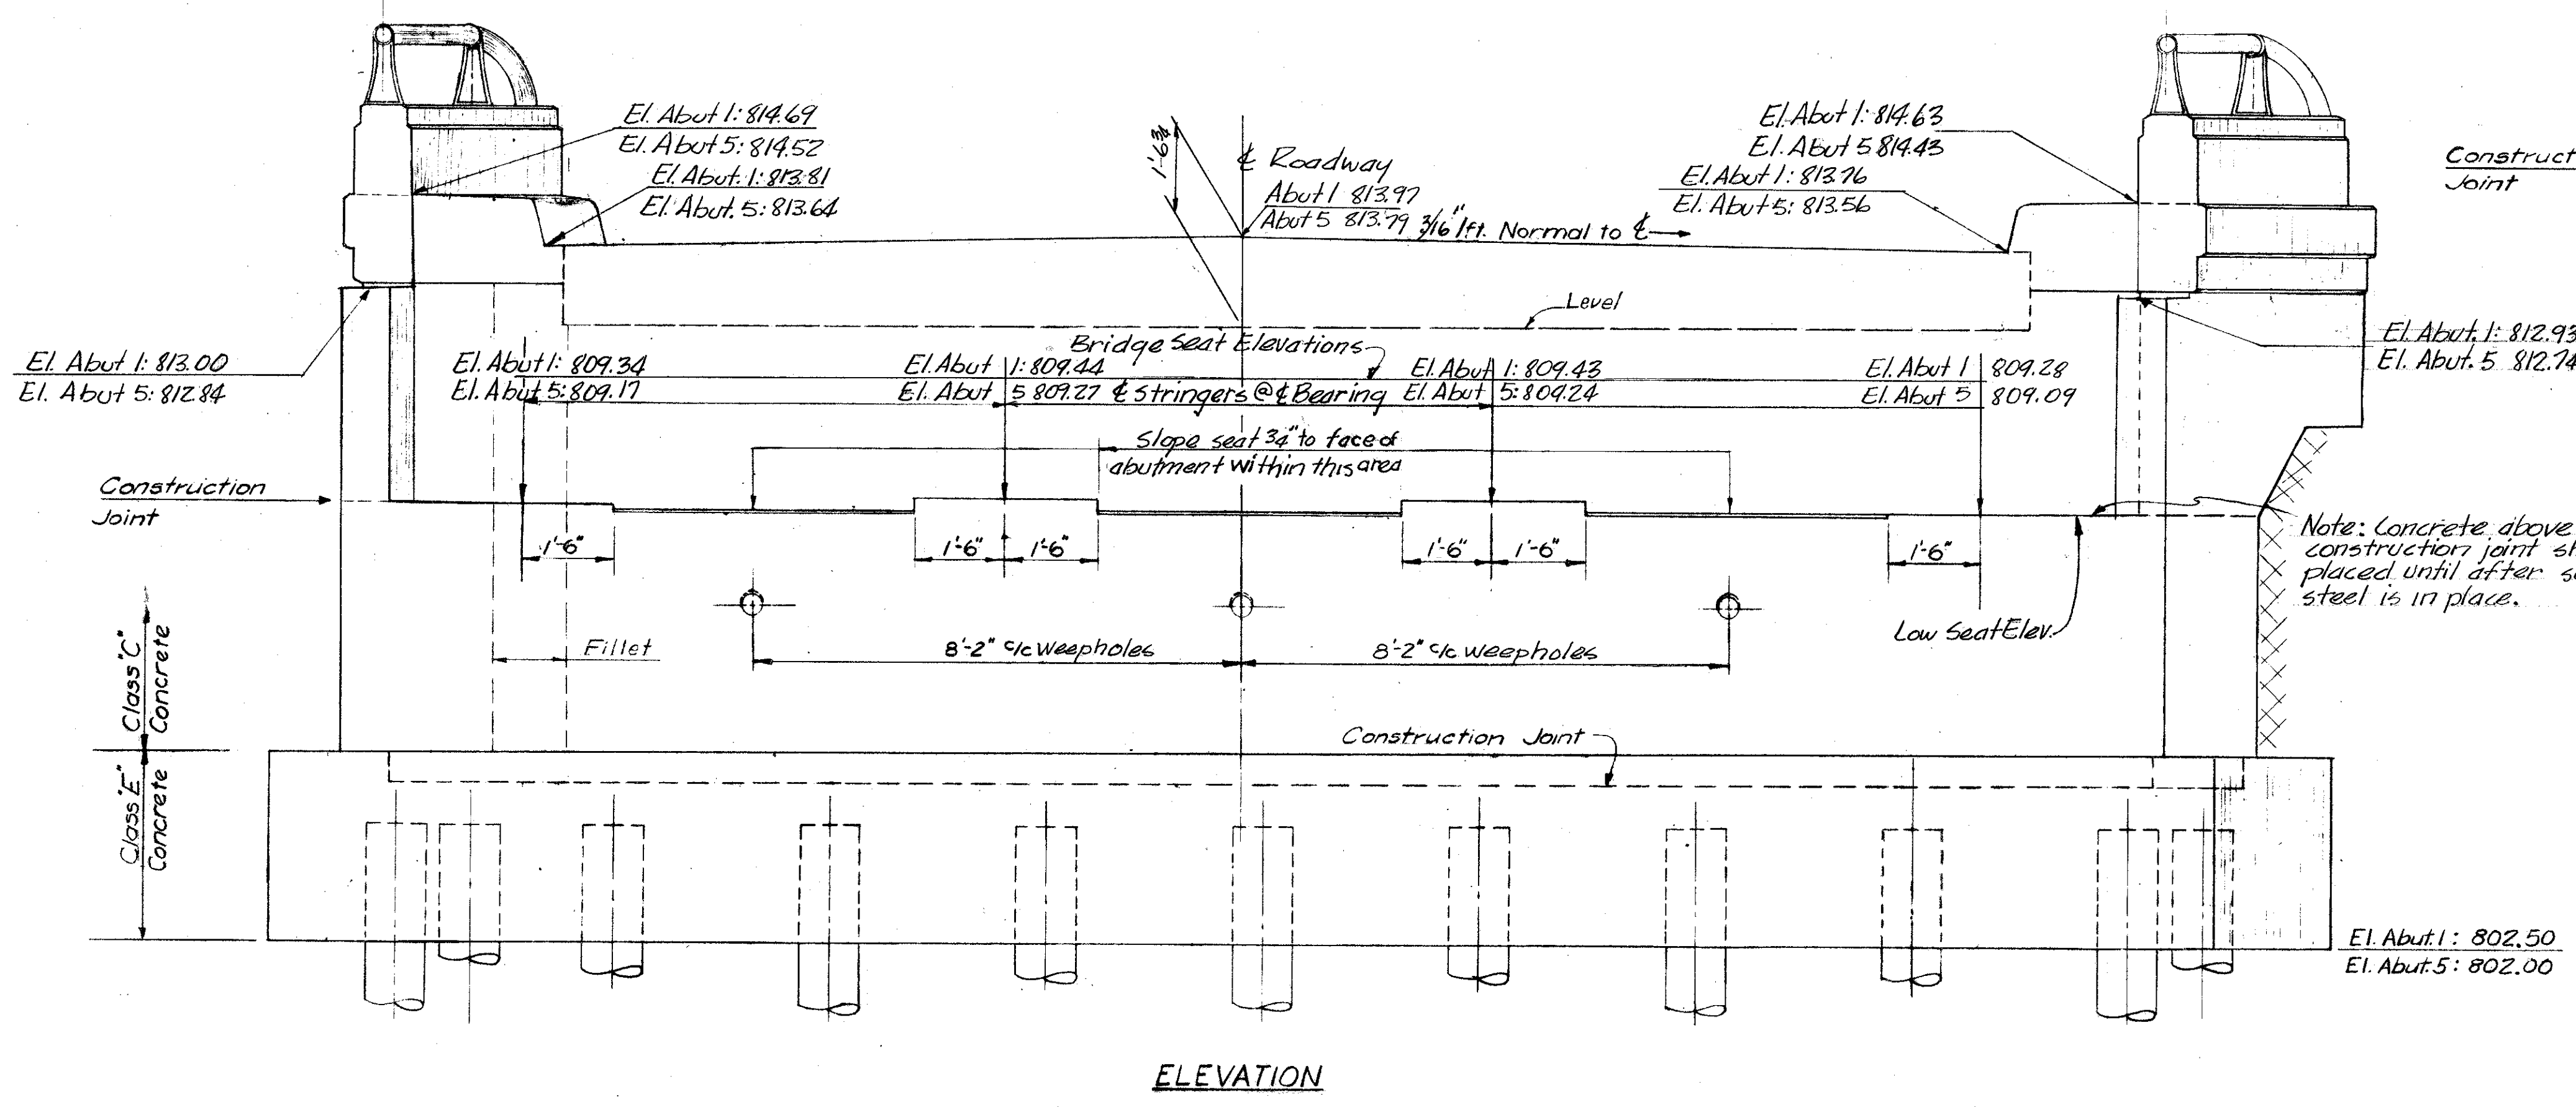 El. Abut 1: 814.69
El. Abut 5: 814.52
El. Abut. 1: 813.81
El. Abut. 5: 813.64
1'-6¾"
℄ Roadway
Abut 1 813.97
Abut 5 813.79
3/16"/ft. Normal to ℄
El. Abut 1: 814.63
El. Abut 5 814.43
El. Abut 1: 813.76
El. Abut 5: 813.56
Construct
Joint
Level
Bridge Seat Elevations
El. Abut 1: 813.00
El. Abut 5: 812.84
El. Abut 1: 809.34
El. Abut 5: 809.17
El. Abut 1: 809.44
El. Abut 5 809.27
℄ Stringers @ ℄ Bearing
El. Abut 1: 809.43
El. Abut 5: 809.24
El. Abut 1 809.28
El. Abut 5 809.09
El. Abut. 1: 812.93
El. Abut. 5 812.74
Slope seat ¾" to face of
abutment within this area
Construction
Joint
1'-6"
1'-6"
1'-6"
1'-6"
1'-6"
1'-6"
Note: Concrete above
construction joint
placed until after
steel is in place.
Low Seat Elev.
Fillet
8'-2" c/c weepholes
8'-2" c/c weepholes
Class "C"
Concrete
Construction Joint
Class "E"
Concrete
El. Abut. 1: 802.50
El. Abut. 5: 802.00
ELEVATION